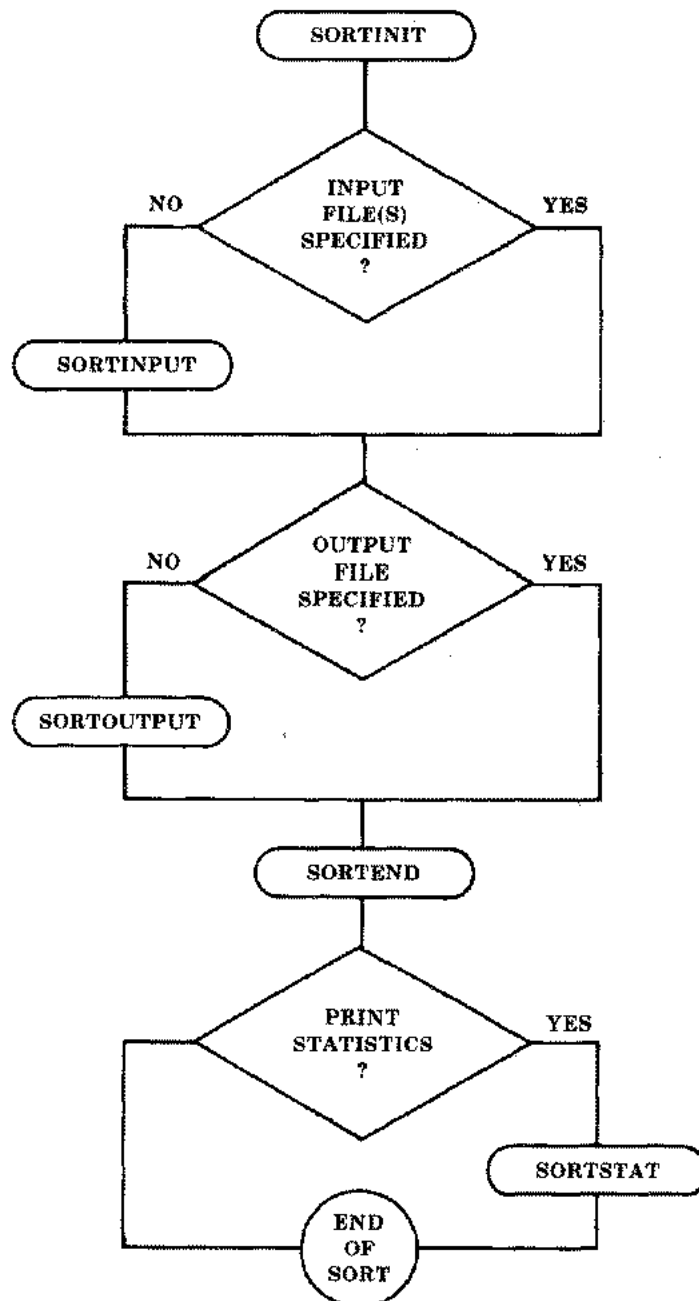 SORTINIT
INPUT
FILE(S)
SPECIFIED
?
NO
YES
SORTINPUT
OUTPUT
FILE
SPECIFIED
?
NO
YES
SORTOUTPUT
SORTEND
PRINT
STATISTICS
?
YES
SORTSTAT
END
OF
SORT